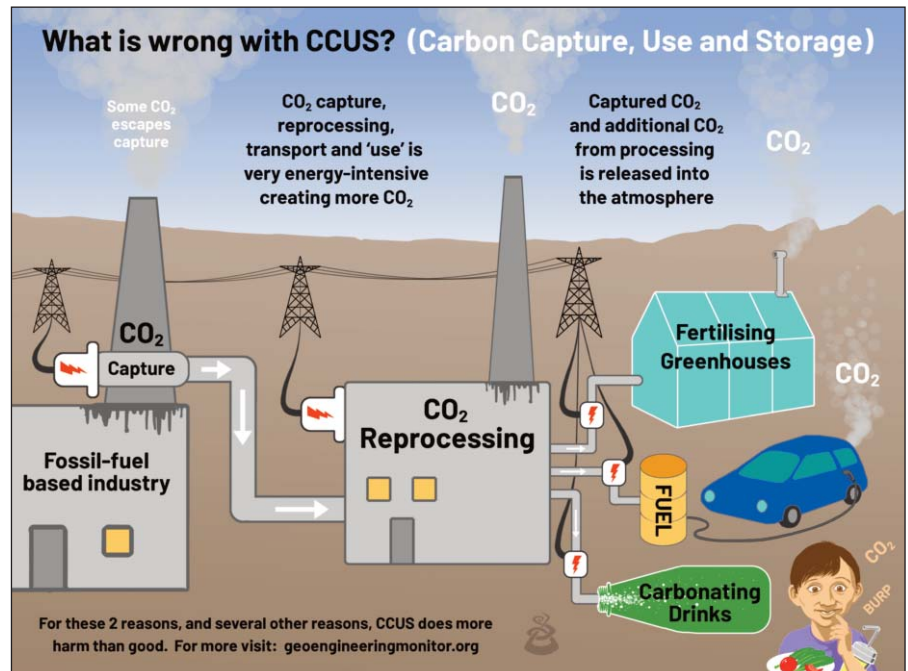 What is wrong with CCUS? (Carbon Capture, Use and Storage)
Some CO₂
escapes
capture
CO₂ capture,
reprocessing,
transport and ‘use’ is
very energy-intensive
creating more CO₂
CO₂
Captured CO₂
and additional CO₂
from processing
is released into
the atmosphere
CO₂
CO₂
Capture
Fossil-fuel
based industry
CO₂
Reprocessing
Fertilising
Greenhouses
CO₂
FUEL
Carbonating
Drinks
CO₂
BURP
For these 2 reasons, and several other reasons, CCUS does more
harm than good. For more visit: geoengineeringmonitor.org